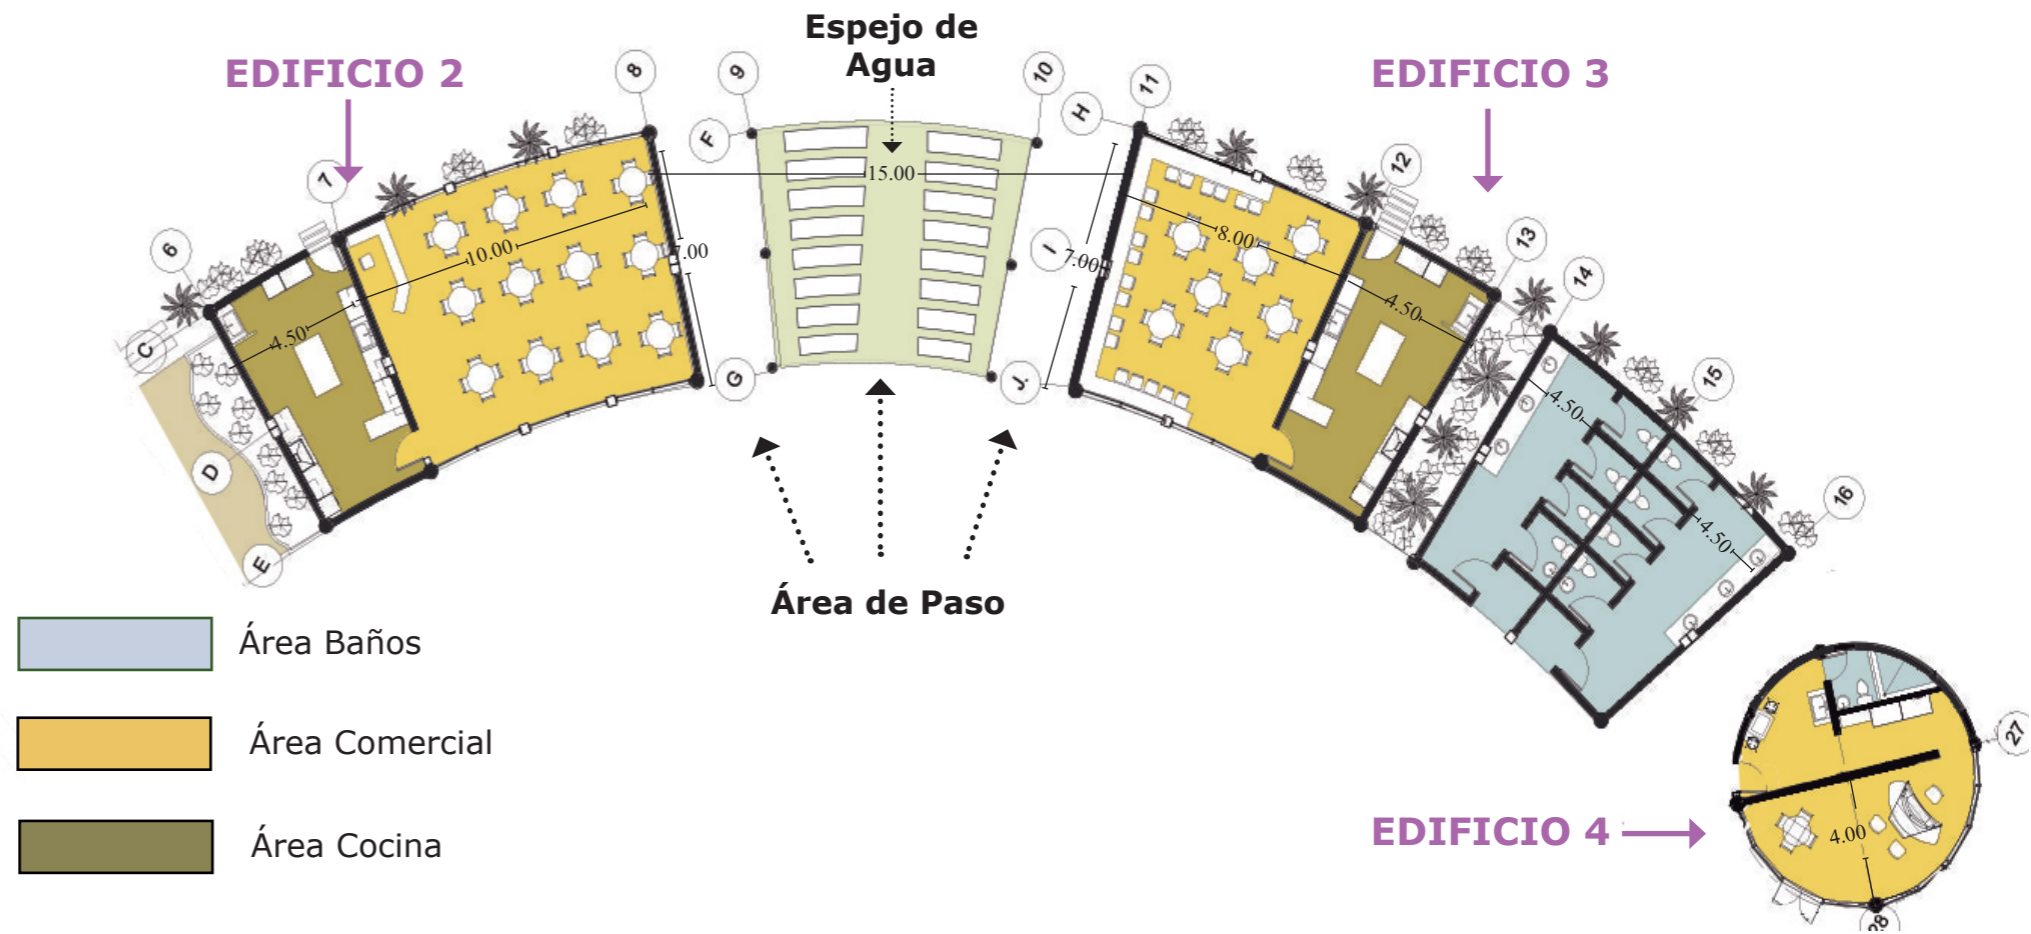 Espejo de
Agua
EDIFICIO 2
EDIFICIO 3
6
7
8
9
10
11
12
13
14
15
16
C
D
E
F
G
H
I
J.
4.50
10.00
7.00
15.00
7.00
8.00
4.50
4.50
4.50
Área de Paso
Área Baños
Área Comercial
Área Cocina
EDIFICIO 4
4.00
27
28